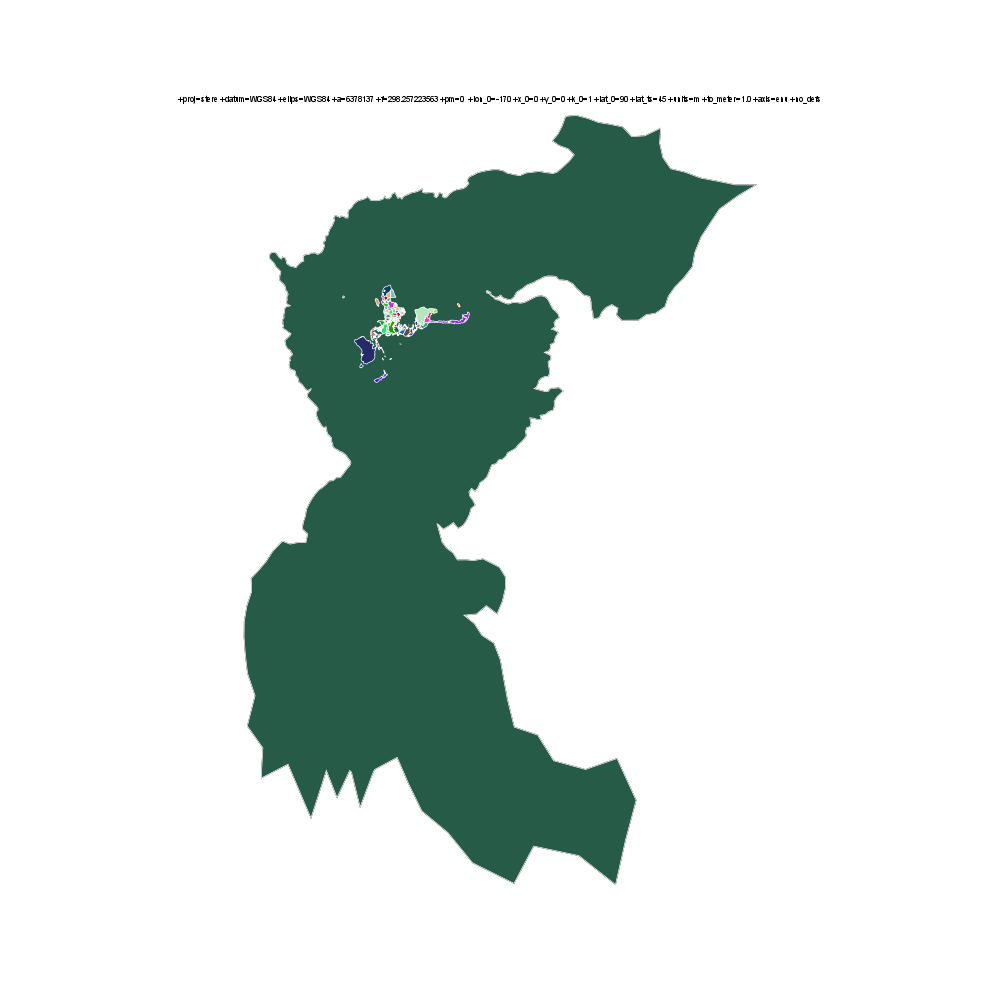 +proj=stere +datum=WGS84 +ellps=WGS84 +a=6378137 +f=298.257223563 +pm=0 +lon_0=-170 +x_0=0 +y_0=0 +k_0=1 +lat_0=90 +lat_ts=45 +units=m +to_meter=1.0 +axis=enu +no_defs